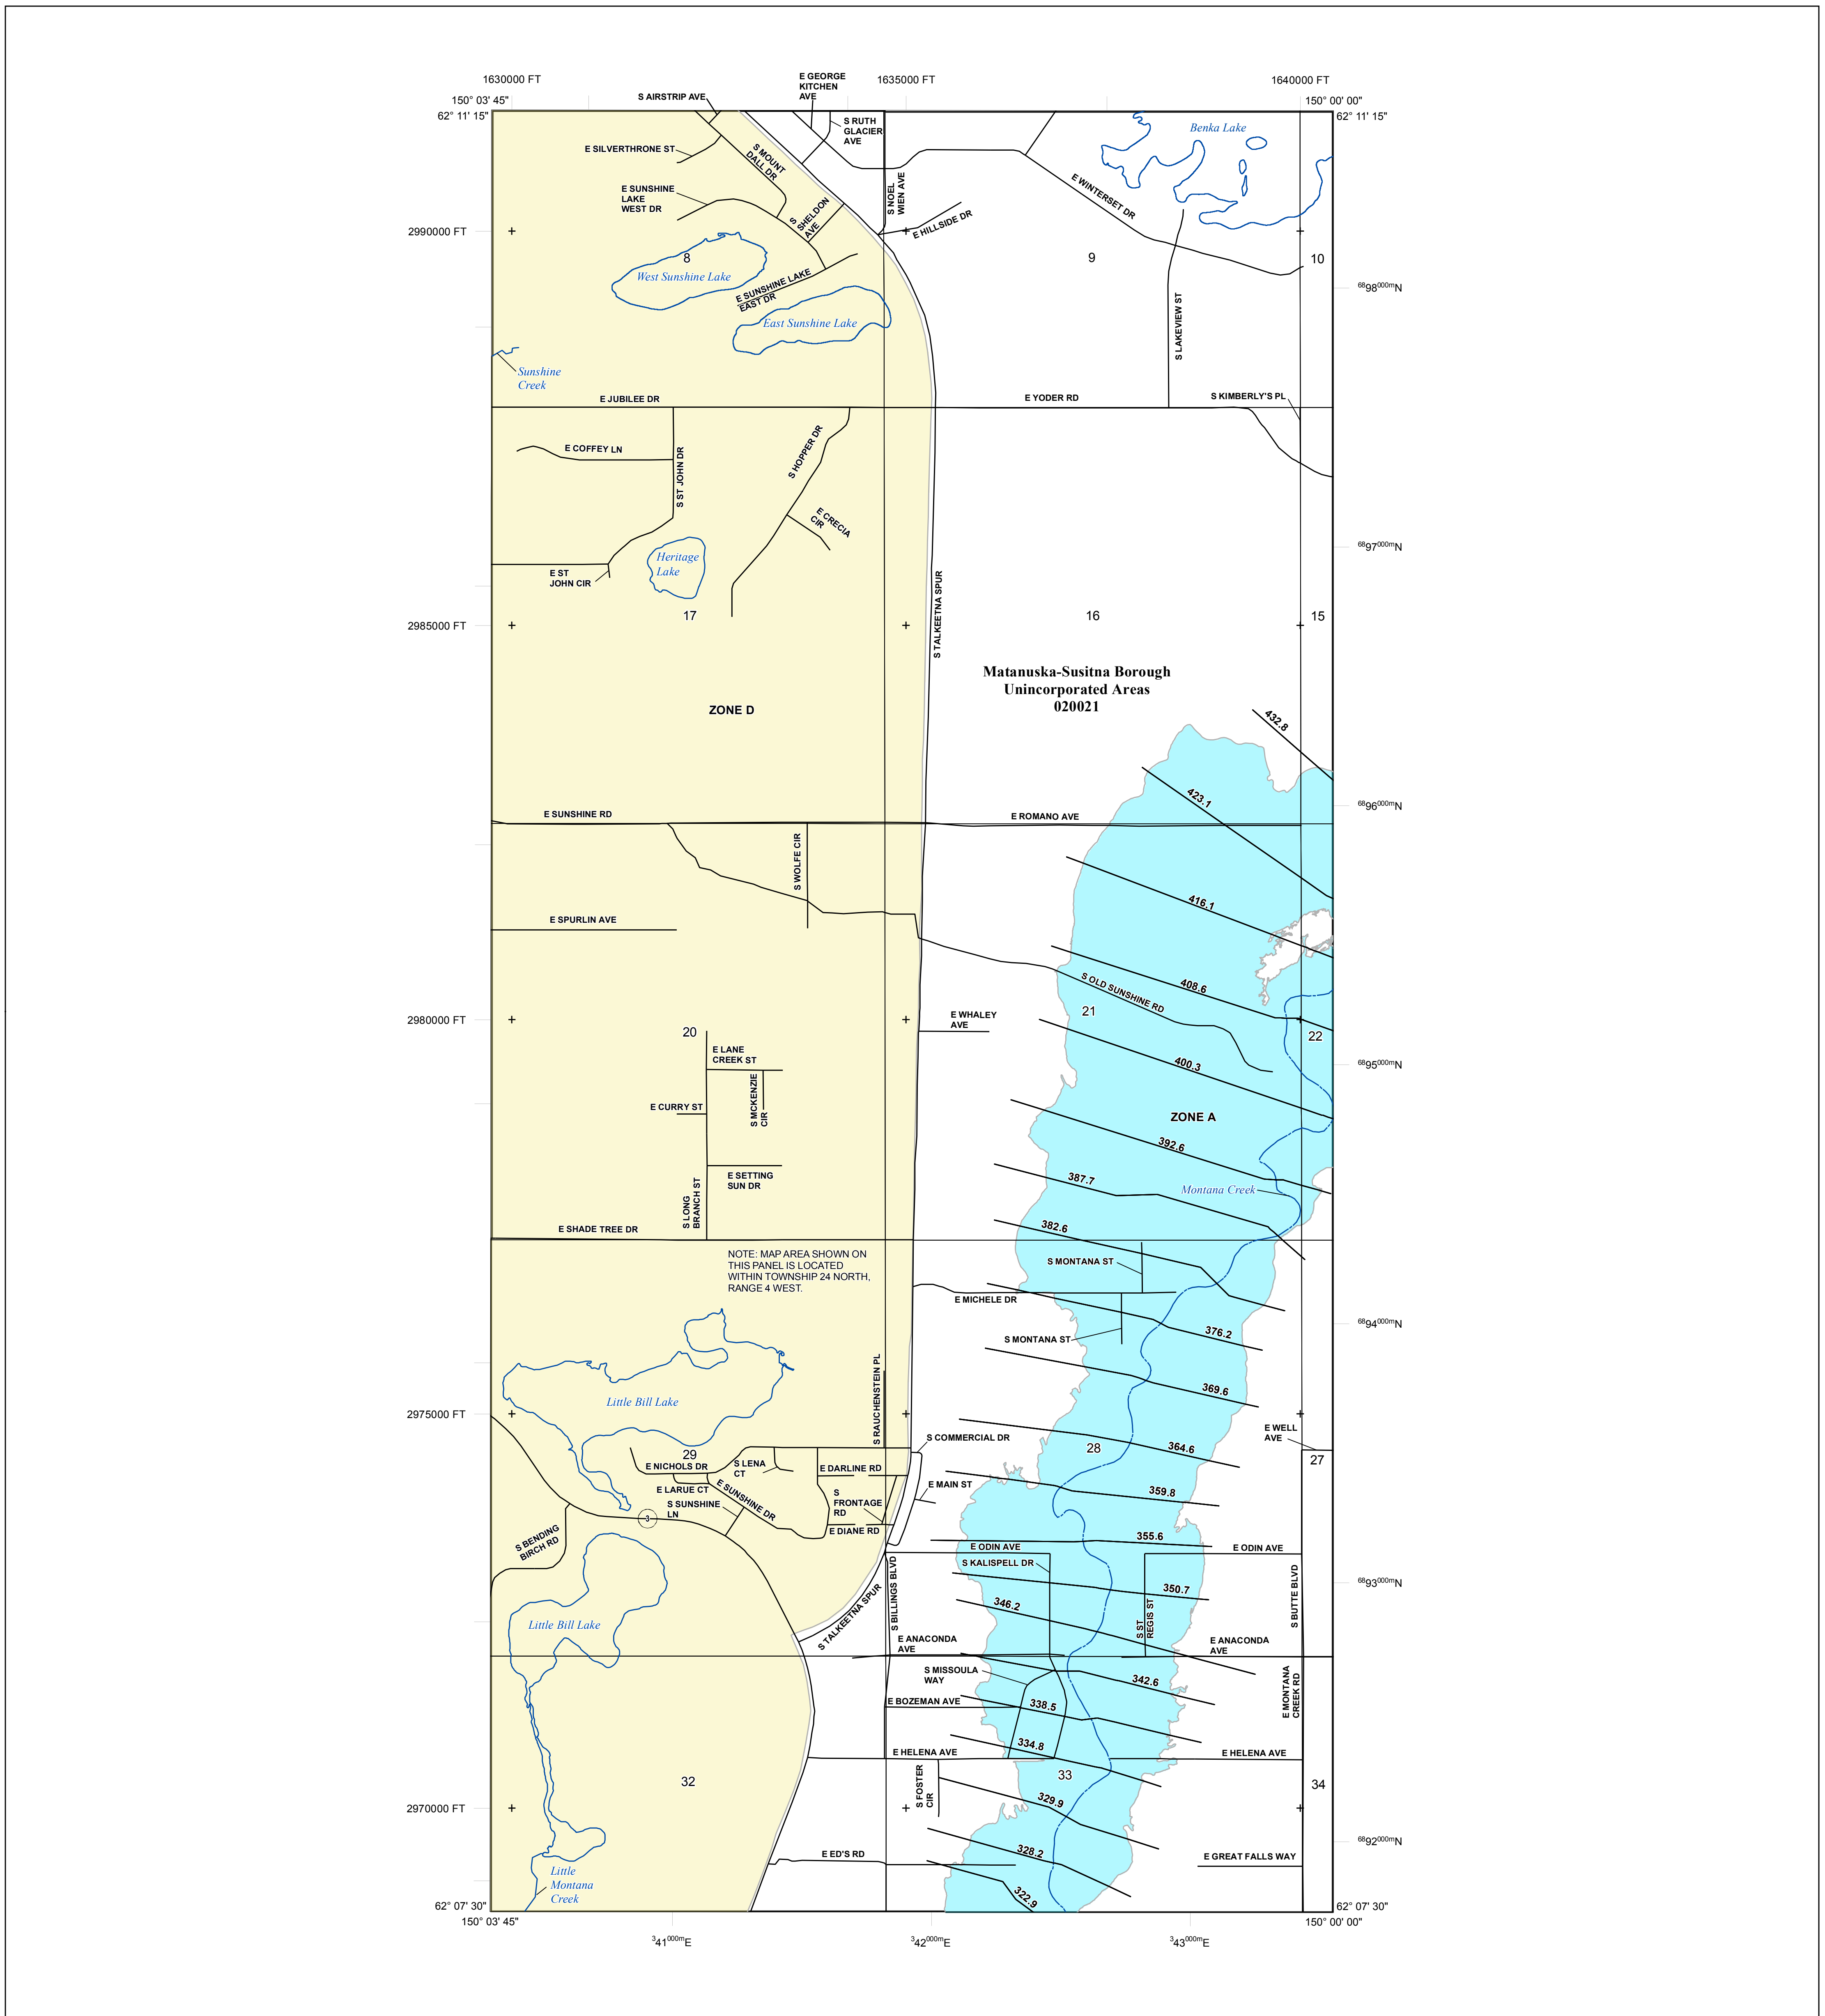 1630000 FT
1635000 FT
1640000 FT
150° 03' 45"
150° 00' 00"
62° 11' 15"
62° 11' 15"
S AIRSTRIP AVE
E GEORGE
KITCHEN
AVE
S RUTH
GLACIER
AVE
Benka Lake
E SILVERTHRONE ST
S MOUNT
DALL DR
E SUNSHINE
LAKE
WEST DR
S
SHELDON
AVE
S NOEL
WIEN AVE
E WINTERSET DR
E HILLSIDE DR
2990000 FT
8
9
10
West Sunshine Lake
E SUNSHINE LAKE
EAST DR
6898000mN
East Sunshine Lake
S LAKEVIEW ST
Sunshine
Creek
E JUBILEE DR
E YODER RD
S KIMBERLY'S PL
E COFFEY LN
S ST JOHN DR
S HOPPER DR
E CRECIA
CIR
6897000mN
Heritage
Lake
E ST
JOHN CIR
S TALKEETNA SPUR
17
16
15
2985000 FT
Matanuska-Susitna Borough
Unincorporated Areas
020021
ZONE D
432.8
423.1
6896000mN
E SUNSHINE RD
E ROMANO AVE
S WOLFE CIR
416.1
E SPURLIN AVE
S OLD SUNSHINE RD
408.6
E WHALEY
AVE
21
2980000 FT
20
22
E LANE
CREEK ST
400.3
6895000mN
S MCKENZIE
CIR
E CURRY ST
ZONE A
392.6
E SETTING
SUN DR
387.7
Montana Creek
S LONG
BRANCH ST
E SHADE TREE DR
382.6
NOTE: MAP AREA SHOWN ON
THIS PANEL IS LOCATED
WITHIN TOWNSHIP 24 NORTH,
RANGE 4 WEST.
S MONTANA ST
E MICHELE DR
6894000mN
S MONTANA ST
376.2
S RAUCHENSTEIN PL
369.6
Little Bill Lake
2975000 FT
S COMMERCIAL DR
E WELL
AVE
28
364.6
29
27
E NICHOLS DR
S LENA
CT
E DARLINE RD
E LARUE CT
E SUNSHINE DR
E MAIN ST
359.8
S SUNSHINE
LN
S
FRONTAGE
RD
3
E DIANE RD
S BENDING
BIRCH RD
355.6
E ODIN AVE
E ODIN AVE
S KALISPELL DR
S BILLINGS BLVD
350.7
S BUTTE BLVD
6893000mN
346.2
S ST
REGIS ST
Little Bill Lake
S TALKEETNA SPUR
E ANACONDA
AVE
E ANACONDA
AVE
S MISSOULA
WAY
342.6
E MONTANA
CREEK RD
E BOZEMAN AVE
338.5
334.8
E HELENA AVE
E HELENA AVE
32
33
34
S FOSTER
CIR
329.9
2970000 FT
6892000mN
328.2
E ED'S RD
E GREAT FALLS WAY
Little
Montana
Creek
322.9
62° 07' 30"
62° 07' 30"
150° 03' 45"
150° 00' 00"
341000mE
342000mE
343000mE